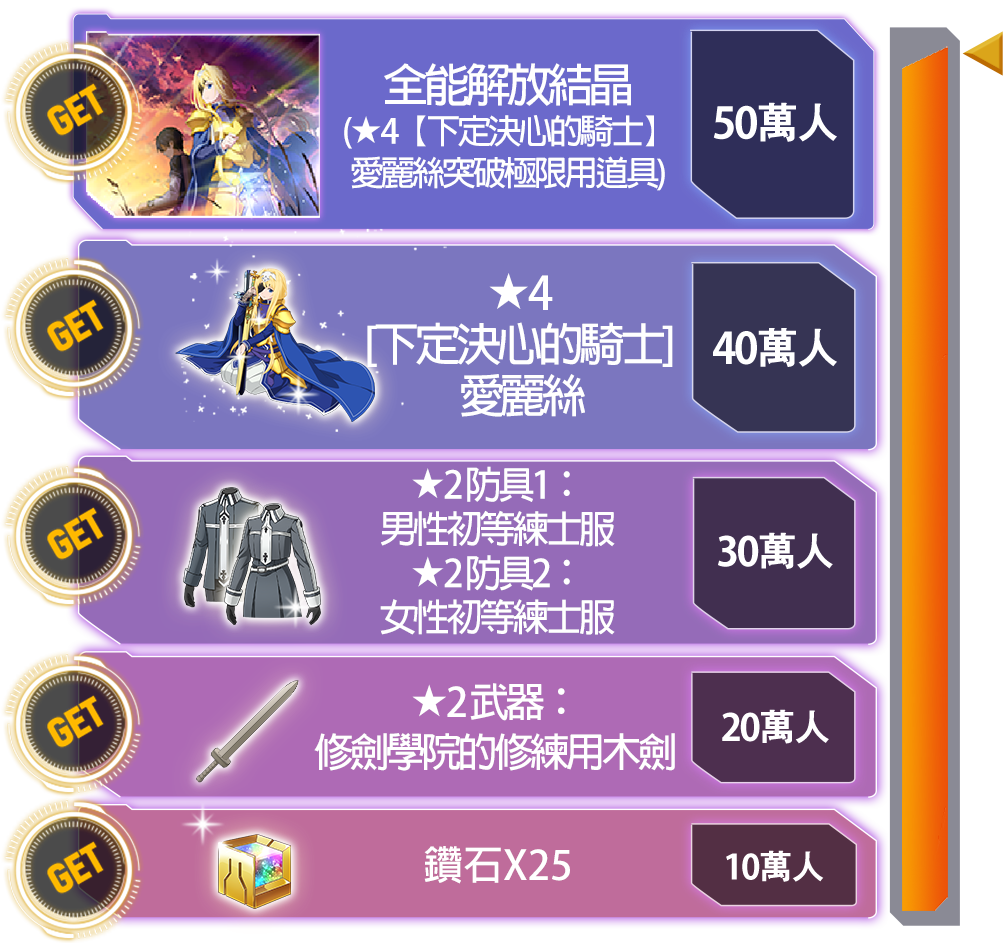 GET
全能解放結晶
(★4【下定決心的騎士】
愛麗絲突破極限用道具)
50萬人
GET
★4
[下定決心的騎士]
愛麗絲
40萬人
GET
★2防具1：
男性初等練士服
★2防具2：
女性初等練士服
30萬人
GET
★2武器：
修劍學院的修練用木劍
20萬人
GET
鑽石X25
10萬人